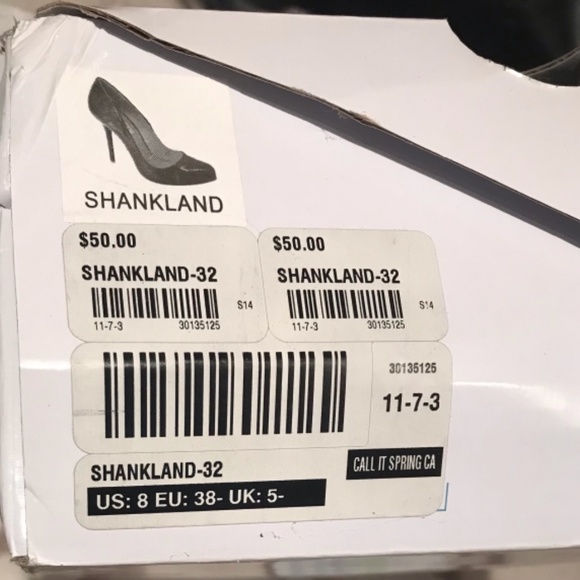 SHANKLAND
$50.00
SHANKLAND-32
S14
11-7-3 30135125
$50.00
SHANKLAND-32
S14
11-7-3 30135125
30135125
11-7-3
CALL IT SPRING CA
SHANKLAND-32
US: 8 EU: 38- UK: 5-